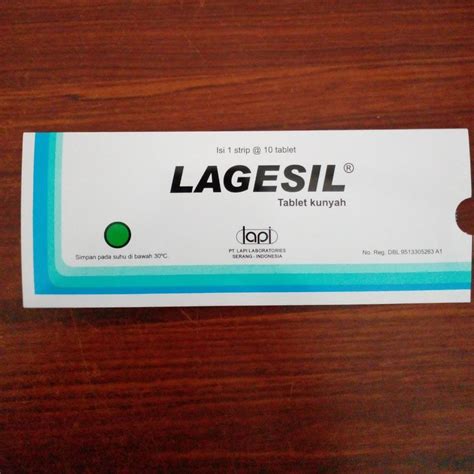 Isi 1 strip @ 10 tablet
LAGESIL®
Tablet kunyah
lapi
PT. LAPI LABORATORIES
SERANG - INDONESIA
Simpan pada suhu di bawah 30°C.
No. Reg. DBL 9513305263 A1